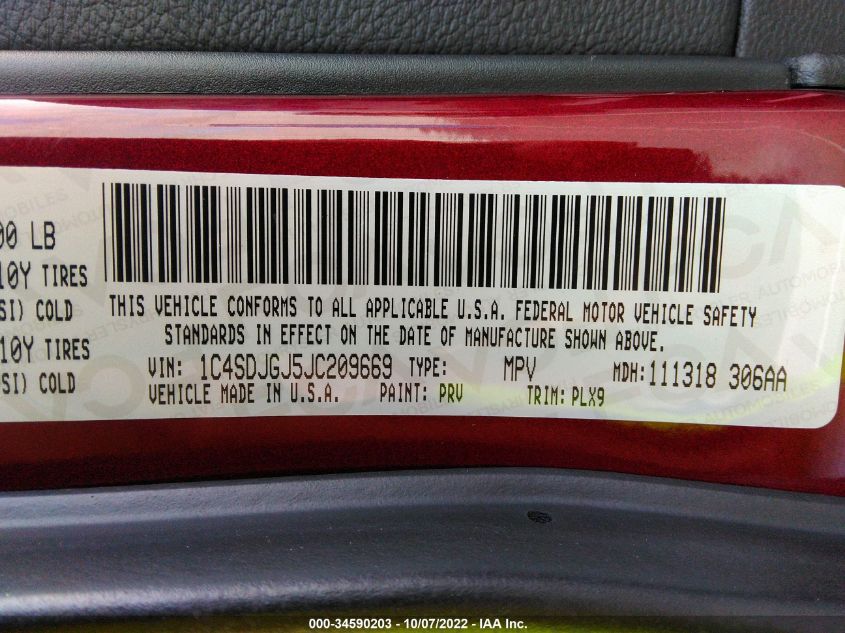 00 LB
10Y TIRES
SI) COLD
10Y TIRES
SI) COLD
THIS VEHICLE CONFORMS TO ALL APPLICABLE U.S.A. FEDERAL MOTOR VEHICLE SAFETY
STANDARDS IN EFFECT ON THE DATE OF MANUFACTURE SHOWN ABOVE.
VIN: 1C4SDJGJ5JC209669 TYPE: MPV MDH: 111318 306AA
VEHICLE MADE IN U.S.A. PAINT: PRV TRIM: PLX9
000-34590203 - 10/07/2022 - IAA Inc.